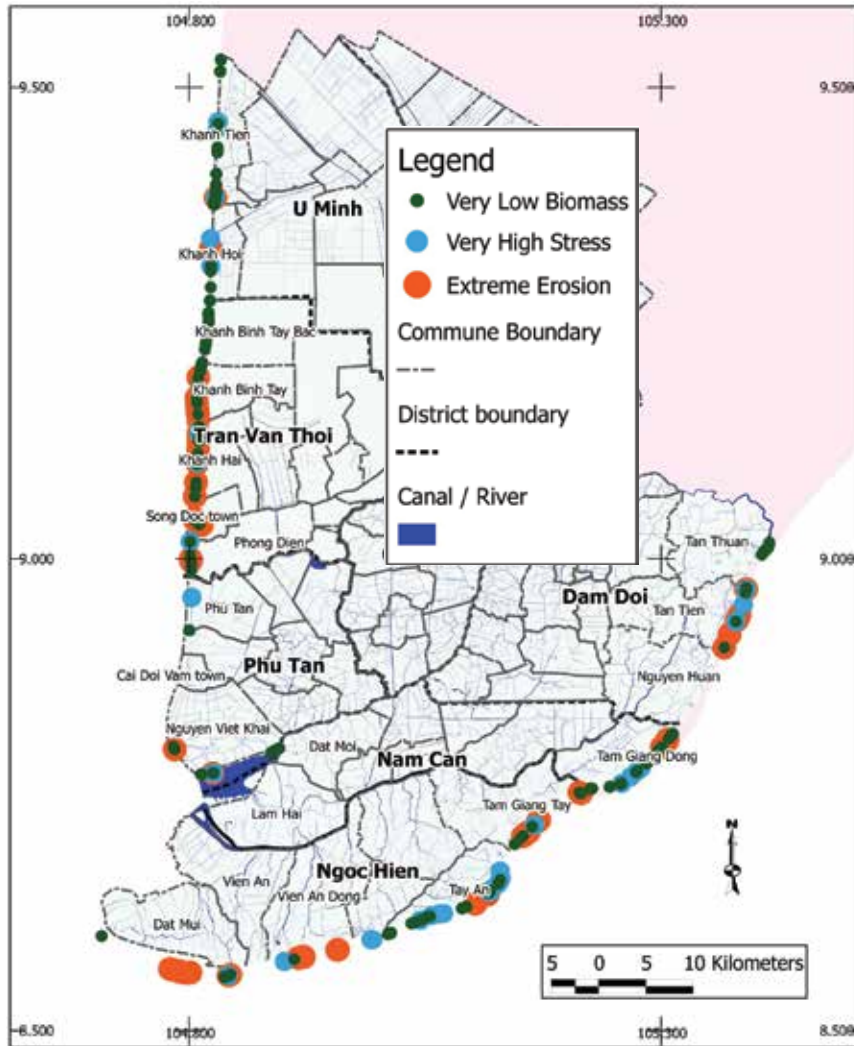 104.800
105.300
9.500
9.500
Khanh Tien
U Minh
Khanh Hoi
Khanh Binh Tay Bac
Khanh Binh Tay
Tran Van Thoi
Khanh Hai
Song Doc town
Phong Dien
Legend
Very Low Biomass
Very High Stress
Extreme Erosion
Commune Boundary
District boundary
Canal / River
9.000
9.000
Tan Thuan
Dam Doi
Tan Tien
Phu Tan
Phu Tan
Cai Doi Vam town
Nguyen Huan
Nguyen Viet Khai
Dat Moi
Nam Can
Tam Giang Dong
Lam Hai
Tam Giang Tay
Ngoc Hien
Vien An
Vien An Dong
Tay An
Dat Mui
N
5 0 5 10 Kilometers
8.500
104.800
105.300